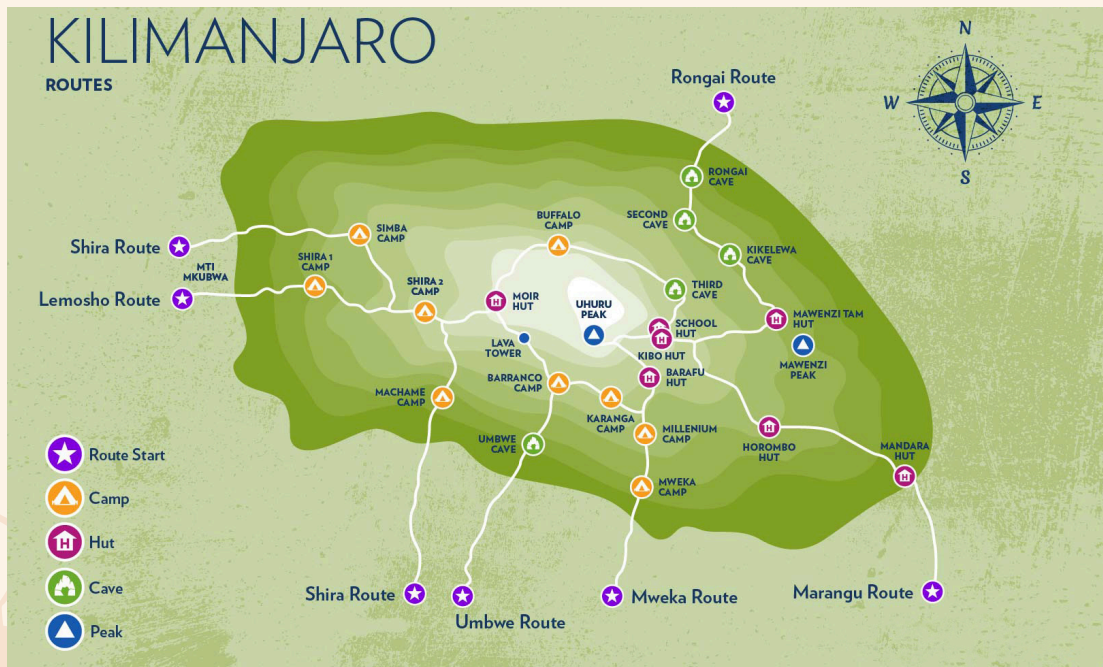 KILIMANJARO
ROUTES
N
W
E
S
Rongai Route
RONGAI
CAVE
SECOND
CAVE
KIKELEWA
CAVE
BUFFALO
CAMP
SIMBA
CAMP
Shira Route
MTI
MKUBWA
SHIRA 1
CAMP
Lemosho Route
SHIRA 2
CAMP
MOIR
HUT
UHURU
PEAK
THIRD
CAVE
SCHOOL
HUT
KIBO HUT
MAWENZI TAM
HUT
MAWENZI
PEAK
LAVA
TOWER
BARRANCO
CAMP
BARAFU
HUT
MACHAME
CAMP
KARANGA
CAMP
MILLENIUM
CAMP
UMBWE
CAVE
HOROMBO
HUT
MANDARA
HUT
MWEKA
CAMP
H
H
H
H
H
H
H
Route Start
Camp
H
Hut
Cave
Peak
Shira Route
Umbwe Route
Mweka Route
Marangu Route